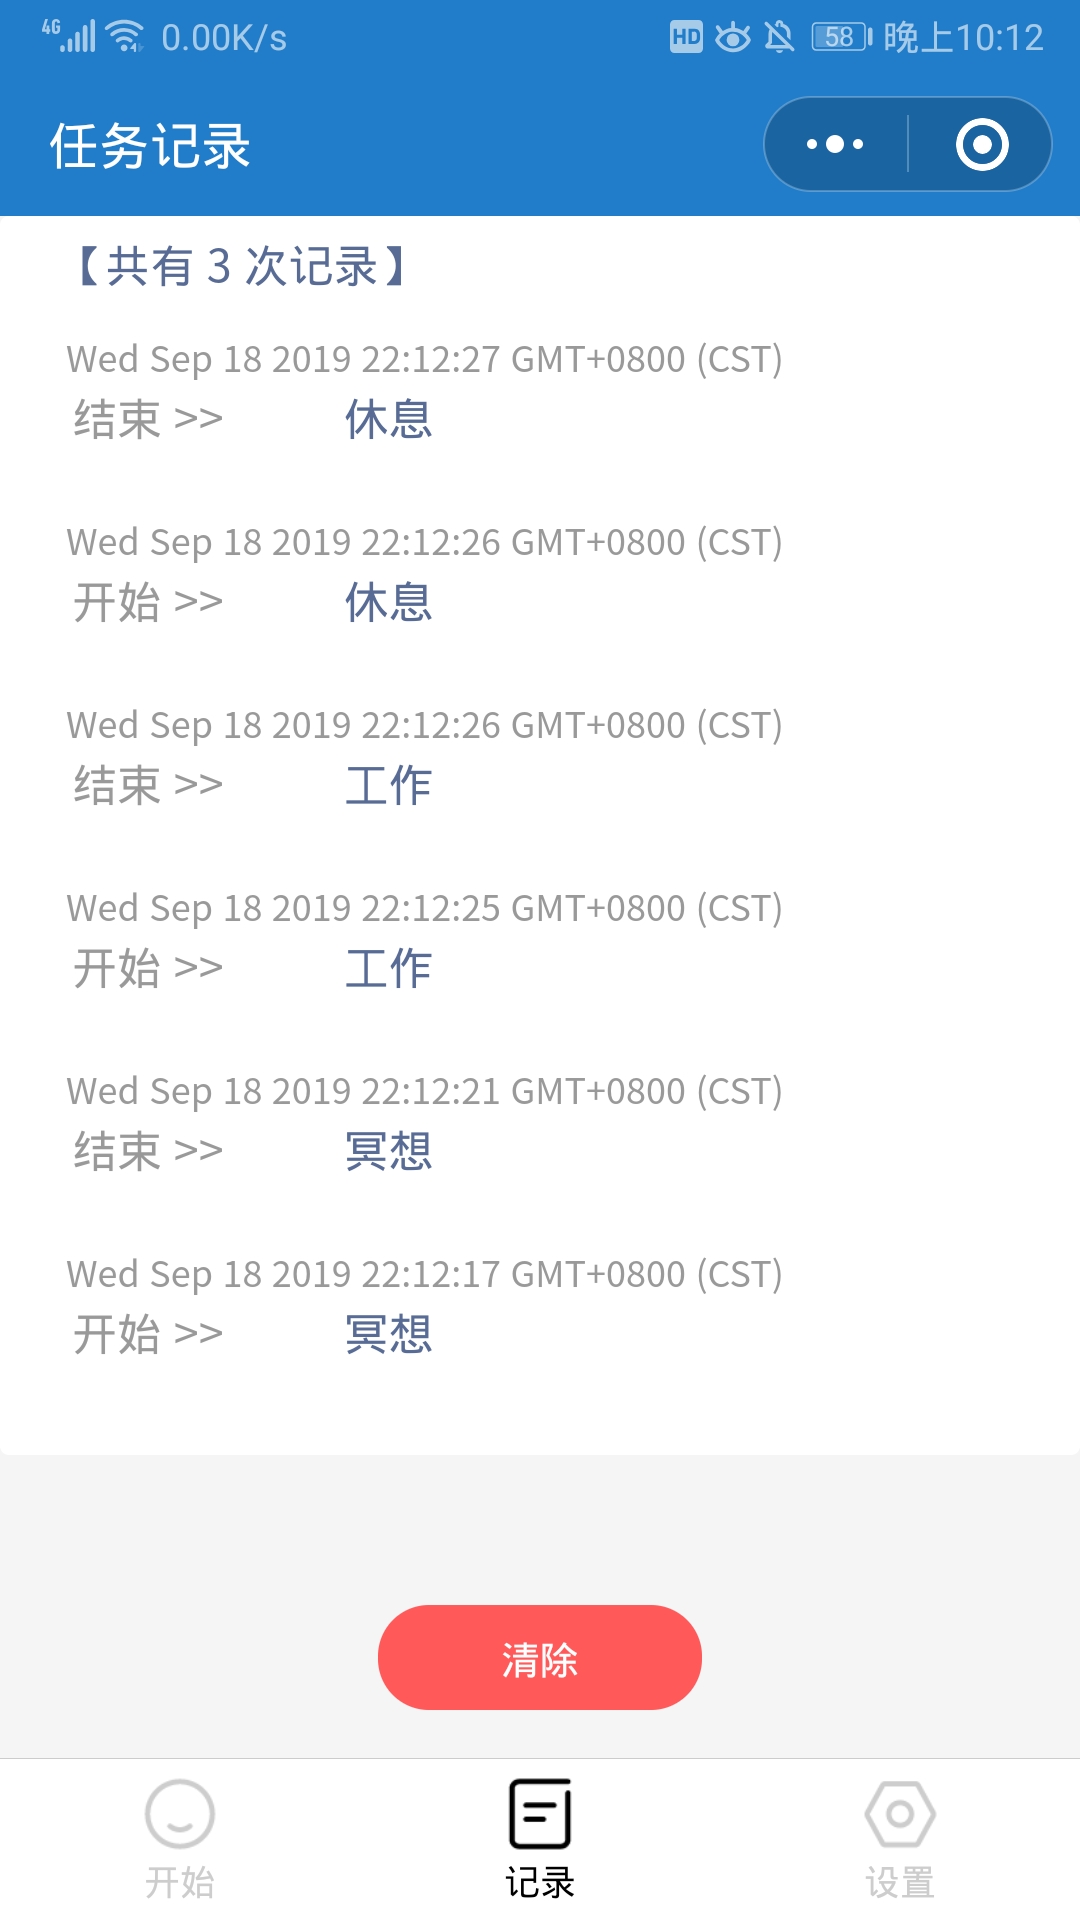 4G 0.00K/s HD 58 晚上10:12
任务记录
【共有 3 次记录】
Wed Sep 18 2019 22:12:27 GMT+0800 (CST)
结束 >> 休息
Wed Sep 18 2019 22:12:26 GMT+0800 (CST)
开始 >> 休息
Wed Sep 18 2019 22:12:26 GMT+0800 (CST)
结束 >> 工作
Wed Sep 18 2019 22:12:25 GMT+0800 (CST)
开始 >> 工作
Wed Sep 18 2019 22:12:21 GMT+0800 (CST)
结束 >> 冥想
Wed Sep 18 2019 22:12:17 GMT+0800 (CST)
开始 >> 冥想
清除
开始 记录 设置